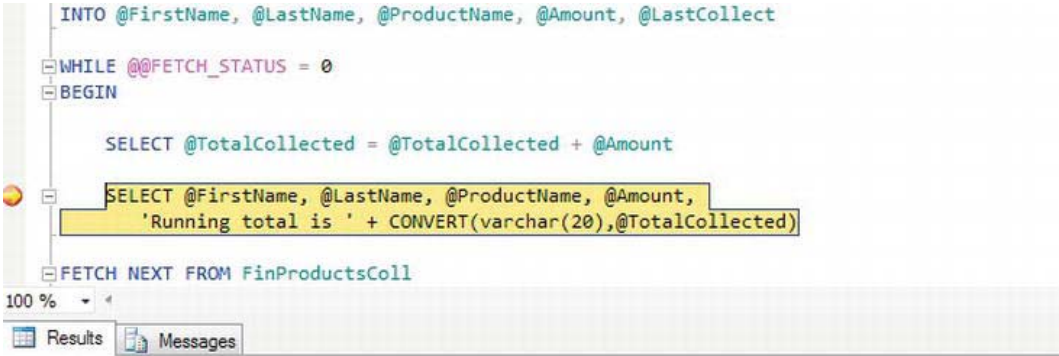 INTO @FirstName, @LastName, @ProductName, @Amount, @LastCollect
WHILE @@FETCH_STATUS = 0
BEGIN
SELECT @TotalCollected = @TotalCollected + @Amount
SELECT @FirstName, @LastName, @ProductName, @Amount,
'Running total is ' + CONVERT(varchar(20),@TotalCollected)
FETCH NEXT FROM FinProductsColl
100 %
Results Messages